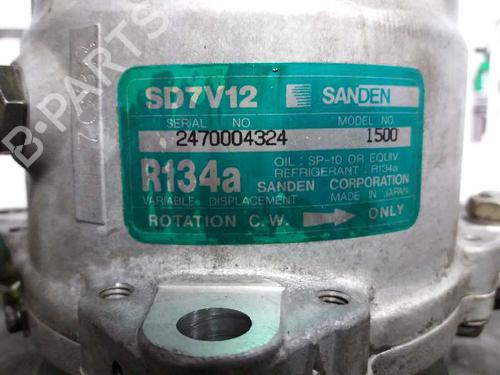 SD7V12 SANDEN
SERIAL NO MODEL NO.
2470004324 1500
R134a
OIL : SP-10 OR EQUIV
REFRIGERANT : R134a
SANDEN CORPORATION
VARIABLE DISPLACEMENT MADE IN JAPAN
ROTATION C.W. ONLY
B-PARTS